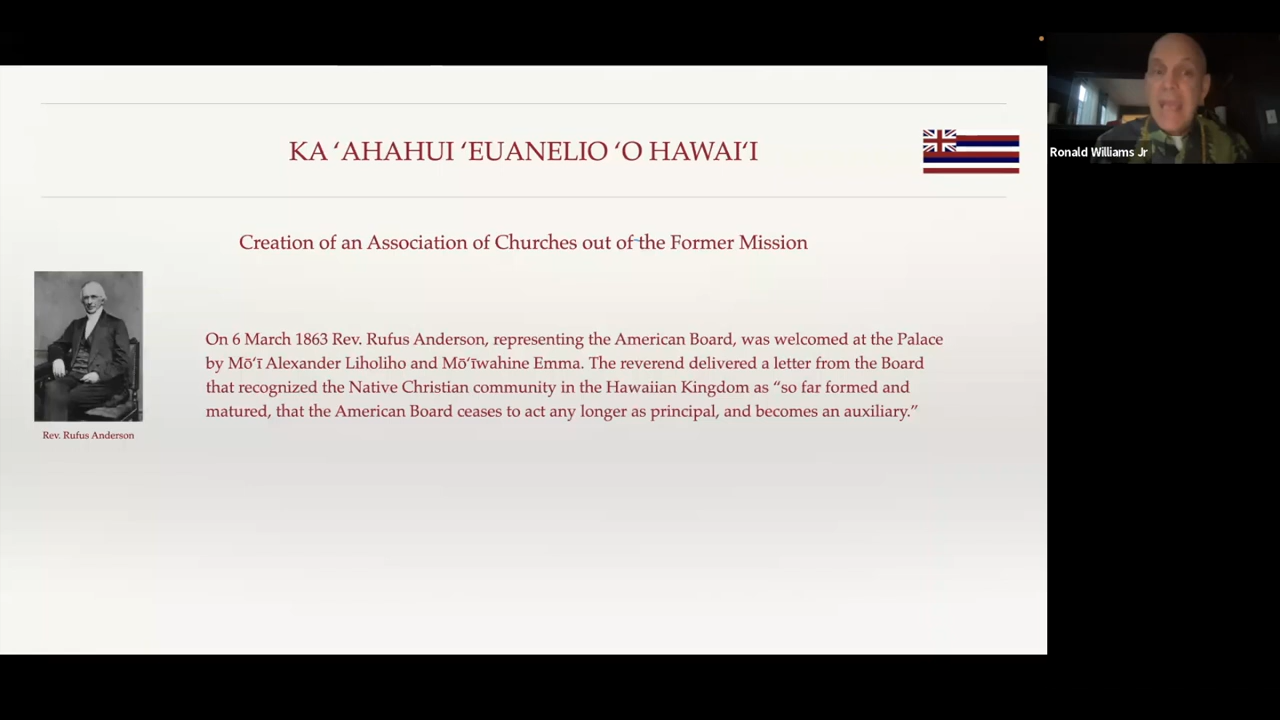 KA ʻAHAHUI ʻEUANELIO ʻO HAWAIʻI
Ronald Williams Jr
Creation of an Association of Churches out of the Former Mission
On 6 March 1863 Rev. Rufus Anderson, representing the American Board, was welcomed at the Palace
by Mōʻī Alexander Liholiho and Mōʻīwahine Emma. The reverend delivered a letter from the Board
that recognized the Native Christian community in the Hawaiian Kingdom as “so far formed and
matured, that the American Board ceases to act any longer as principal, and becomes an auxiliary.”
Rev. Rufus Anderson